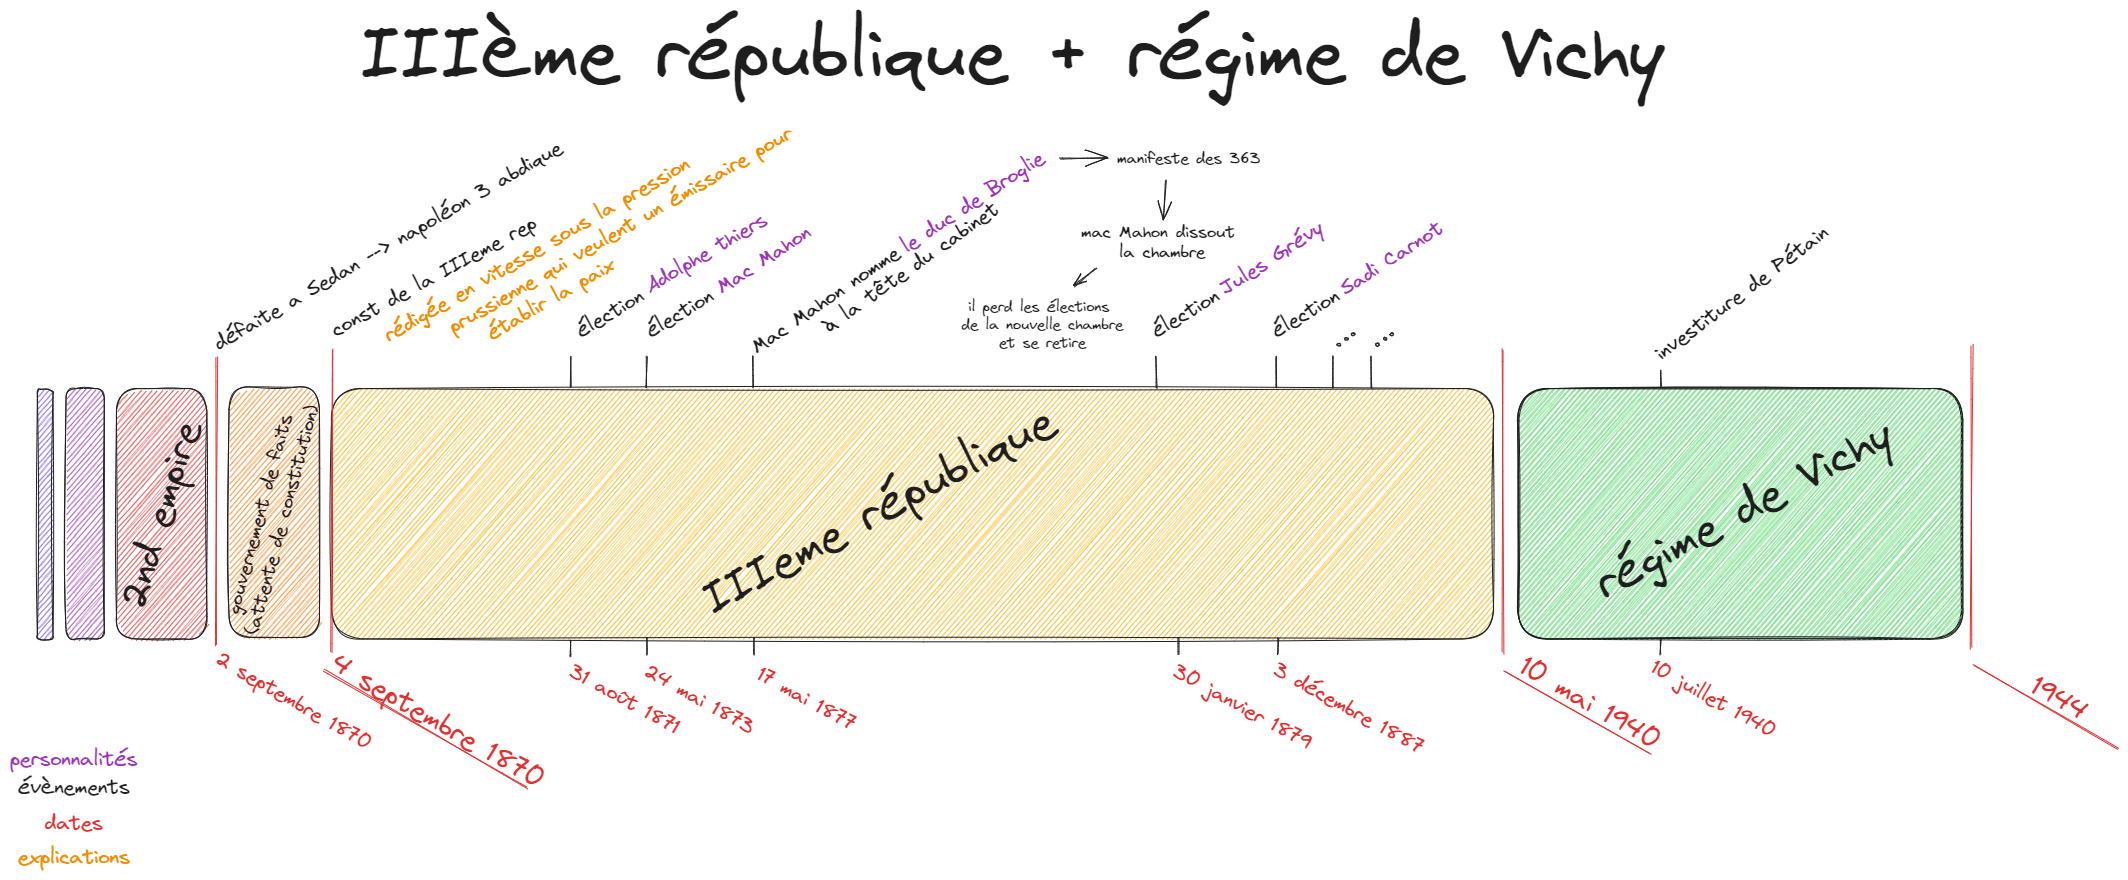 IIIème république + régime de Vichy
défaite a Sedan --> napoléon 3 abdique
const de la IIIeme rep
rédigée en vitesse sous la pression
prussienne qui veulent un émissaire pour
établir la paix
élection Adolphe thiers
élection Mac Mahon
Mac Mahon nomme le duc de Broglie
à la tête du cabinet
manifeste des 363
mac Mahon dissout
la chambre
il perd les élections
de la nouvelle chambre
et se retire
élection Jules Grévy
élection Sadi Carnot
...
...
investiture de Pétain
2nd empire
gouvernement de faits
(attente de constitution)
IIIeme république
régime de Vichy
2 septembre 1870
4 septembre 1870
31 août 1871
24 mai 1873
17 mai 1877
30 janvier 1879
3 décembre 1887
10 mai 1940
10 juillet 1940
1944
personnalités
évènements
dates
explications